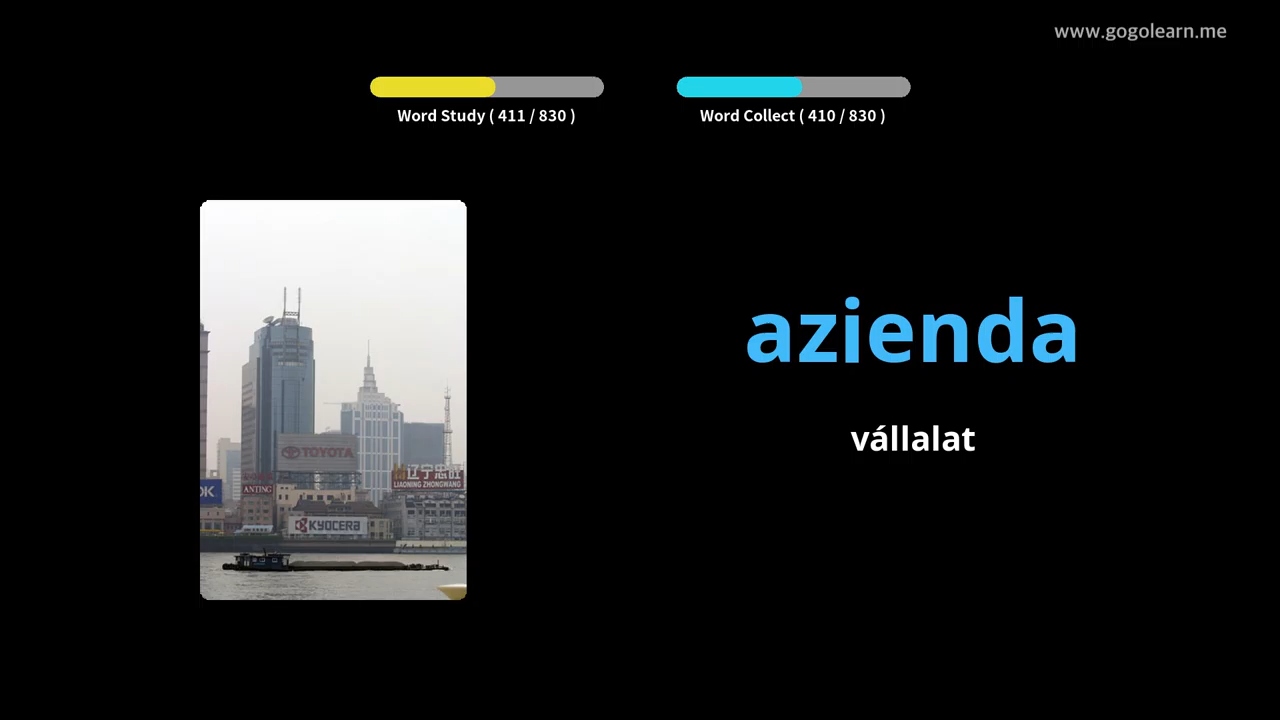 www.gogolearn.me
Word Study ( 411 / 830 )
Word Collect ( 410 / 830 )
azienda
vállalat
TOYOTA
辽宁忠旺
LIAONING ZHONGWANG
ANTING
KYOCERA